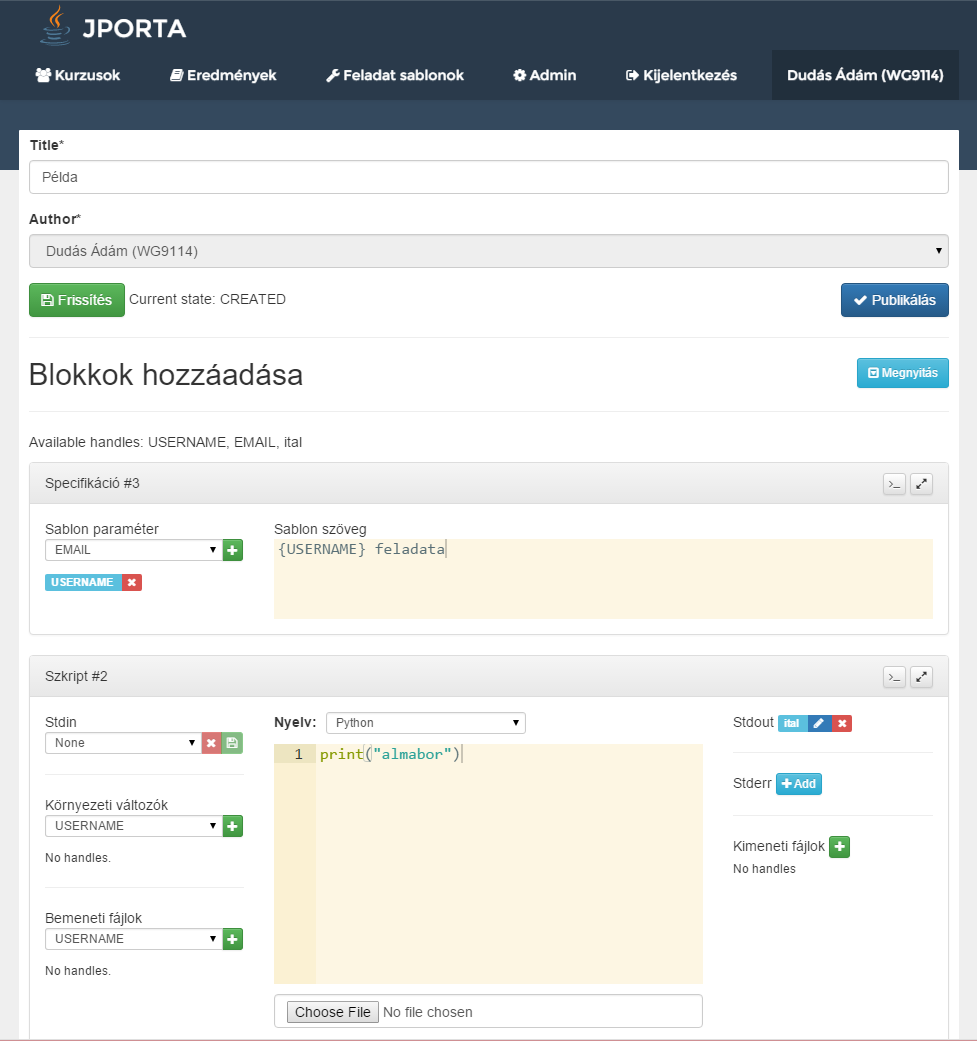 JPORTA
Kurzusok Eredmények Feladat sablonok Admin Kijelentkezés Dudás Ádám (WG9114)
Title*
Példa
Author*
Dudás Ádám (WG9114)
Frissítés Current state: CREATED Publikálás
Blokkok hozzáadása Megnyitás
Available handles: USERNAME, EMAIL, ital
Specifikáció #3 >_
Sablon paraméter Sablon szöveg
EMAIL {USERNAME} feladata
USERNAME
Szkript #2 >_
Stdin Nyelv: Python Stdout ital
None 1 print("almabor")
Stderr Add
Környezeti változók
USERNAME
Kimeneti fájlok
No handles. No handles
Bemeneti fájlok
USERNAME
No handles.
Choose File No file chosen